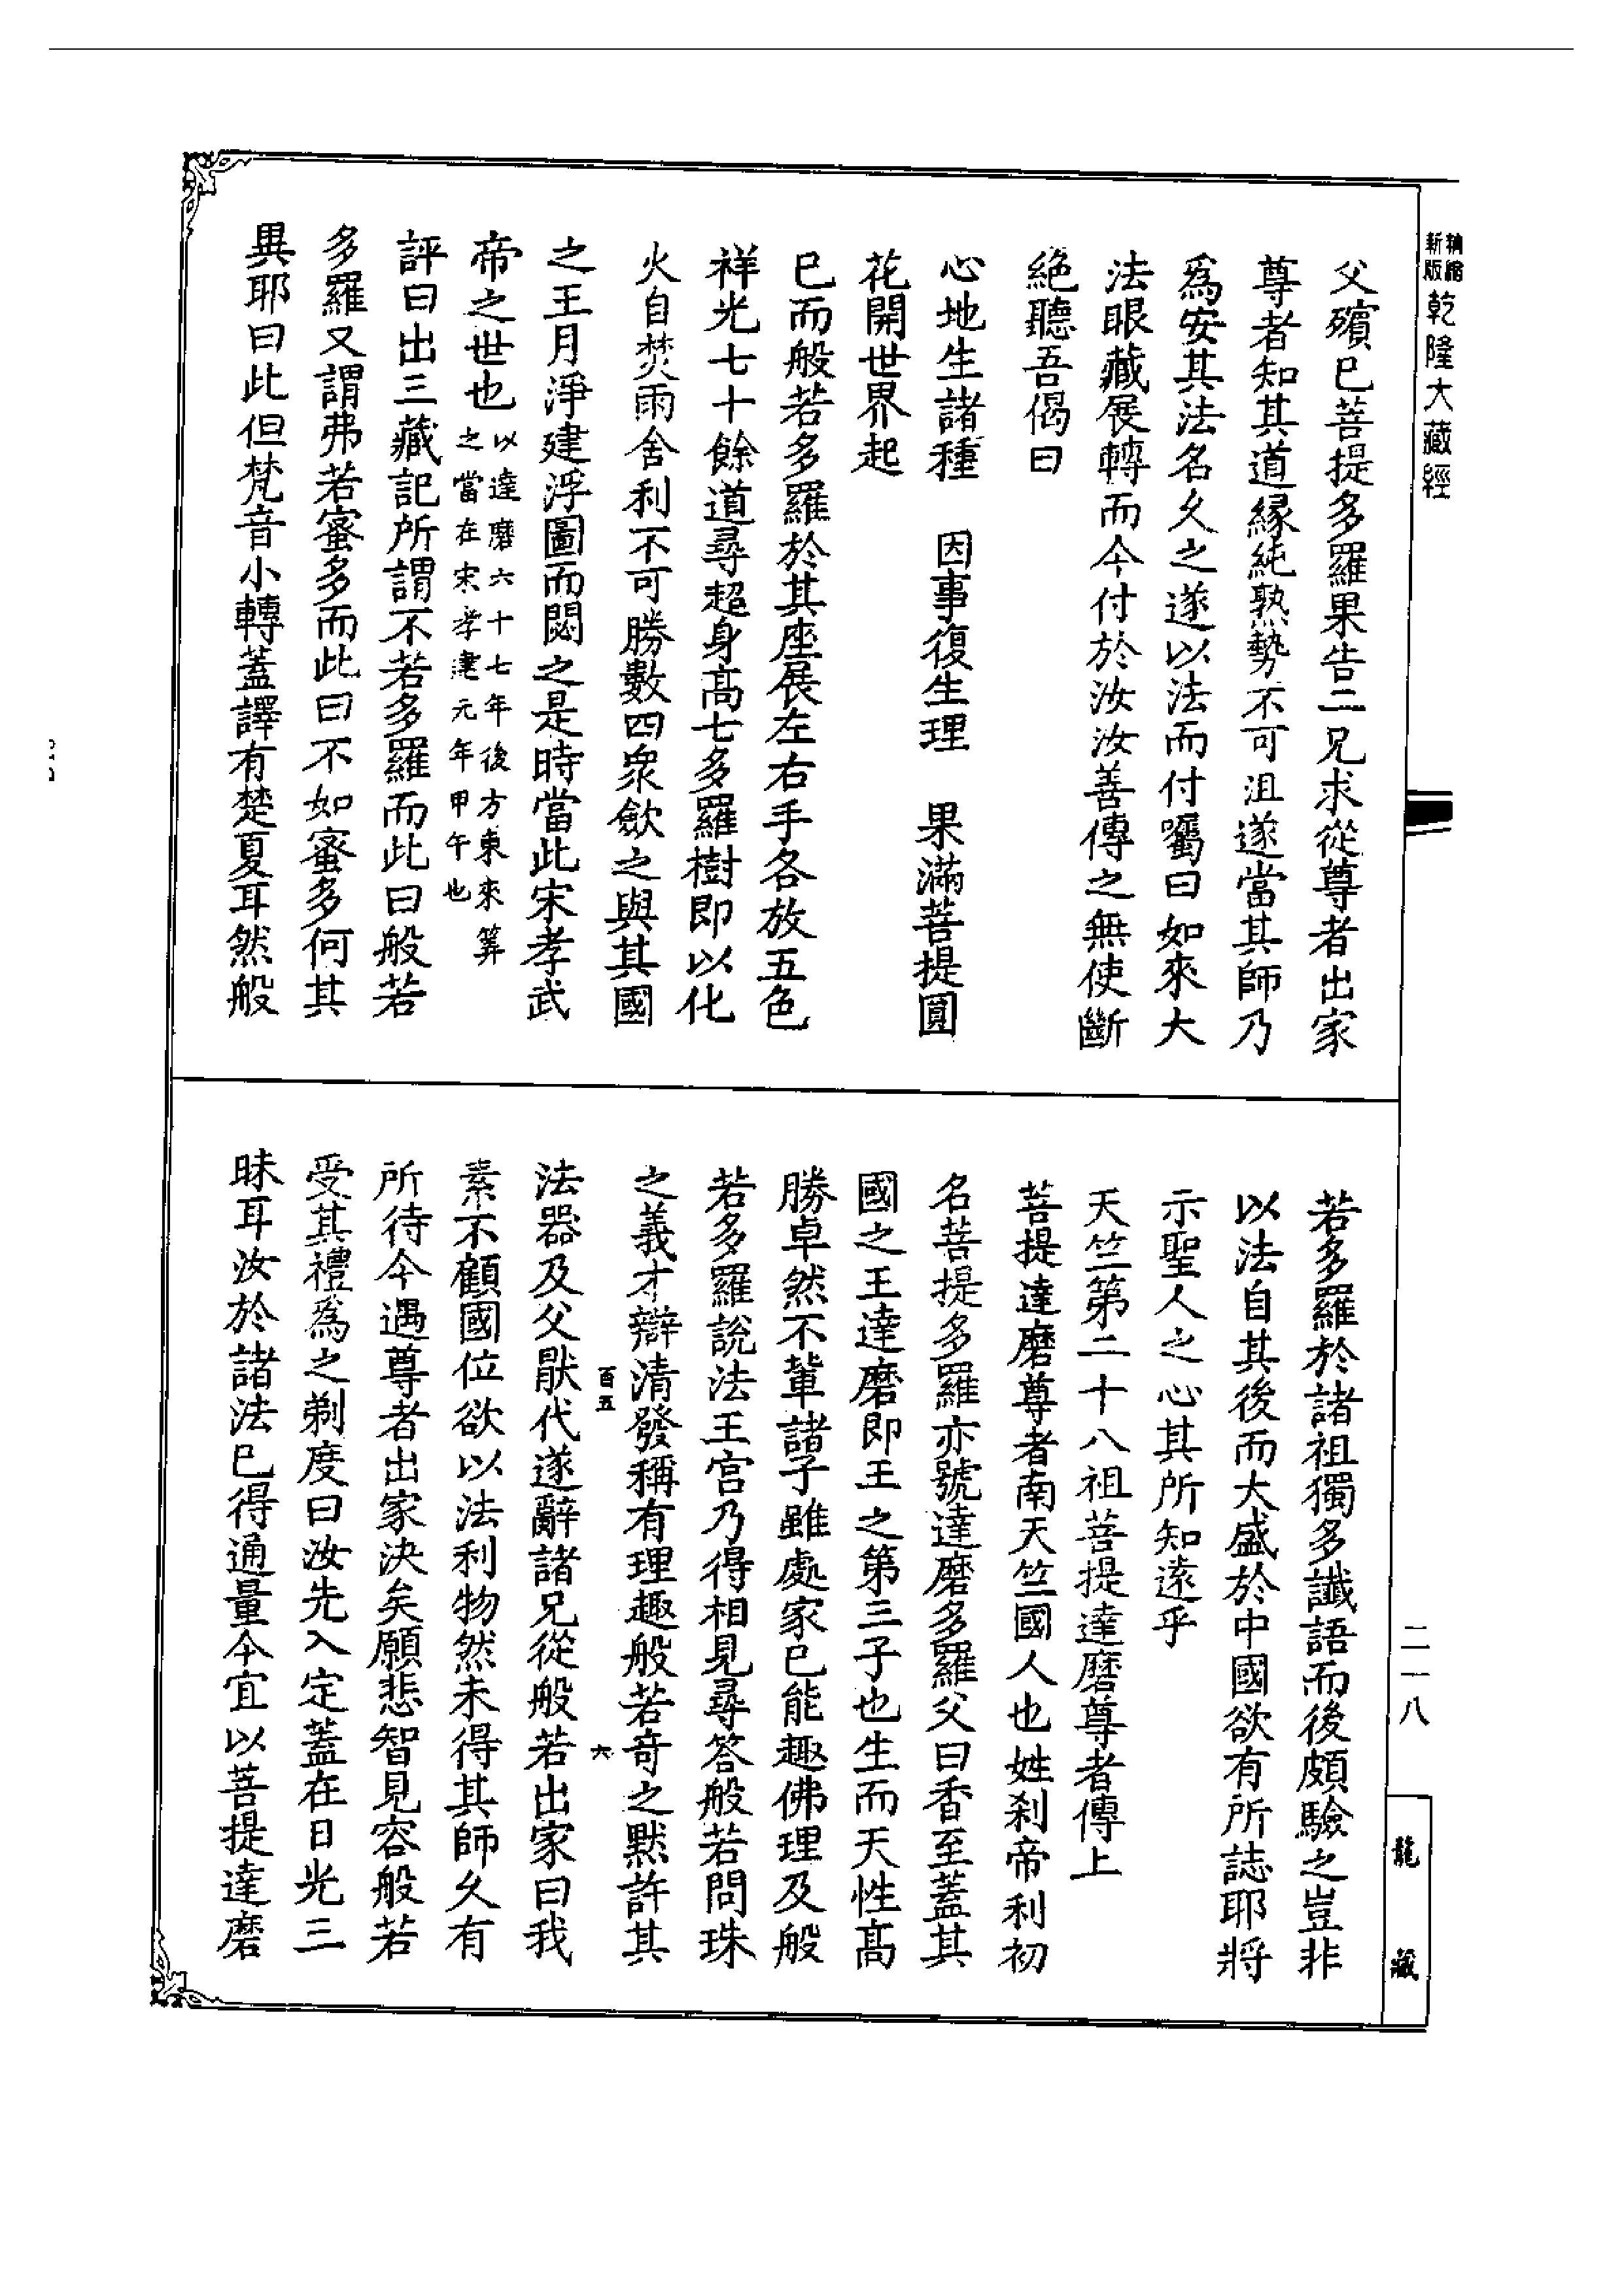 精縮新版乾隆大藏經
父殯已菩提多羅果告二兄求從尊者出家
尊者知其道緣純熟勢不可沮遂當其師乃
爲安其法名久之遂以法而付囑曰如來大
法眼藏展轉而今付於汝汝善傳之無使斷
絕聽吾偈曰
心地生諸種　因事復生理　果滿菩提圓
花開世界起
已而般若多羅於其座展左右手各放五色
祥光七十餘道尋超身高七多羅樹即以化
火自焚雨舍利不可勝數四衆歛之與其國
之王月淨建浮圖而閟之是時當此宋孝武
帝之世也以達磨六十七年後方東來筭之當在宋孝建元年甲午也
評曰出三藏記所謂不若多羅而此曰般若
多羅又謂弗若蜜多而此曰不如蜜多何其
異耶曰此但梵音小轉蓋譯有楚夏耳然般
二一八
龍藏
若多羅於諸祖獨多讖語而後頗驗之豈非
以法自其後而大盛於中國欲有所誌耶將
示聖人之心其所知遠乎
天竺第二十八祖菩提達磨尊者傳上
菩提達磨尊者南天竺國人也姓刹帝利初
名菩提多羅亦號達磨多羅父曰香至蓋其
國之王達磨即王之第三子也生而天性高
勝卓然不軰諸子雖處家已能趣佛理及般
若多羅說法王宮乃得相見尋答般若問珠
之義才辯清發稱有理趣般若奇之默許其
百五　六
法器及父猒代遂辭諸兄從般若出家曰我
素不顧國位欲以法利物然未得其師久有
所待今遇尊者出家決矣願悲智見容般若
受其禮爲之剃度曰汝先入定蓋在日光三
昧耳汝於諸法已得通量今宜以菩提達磨